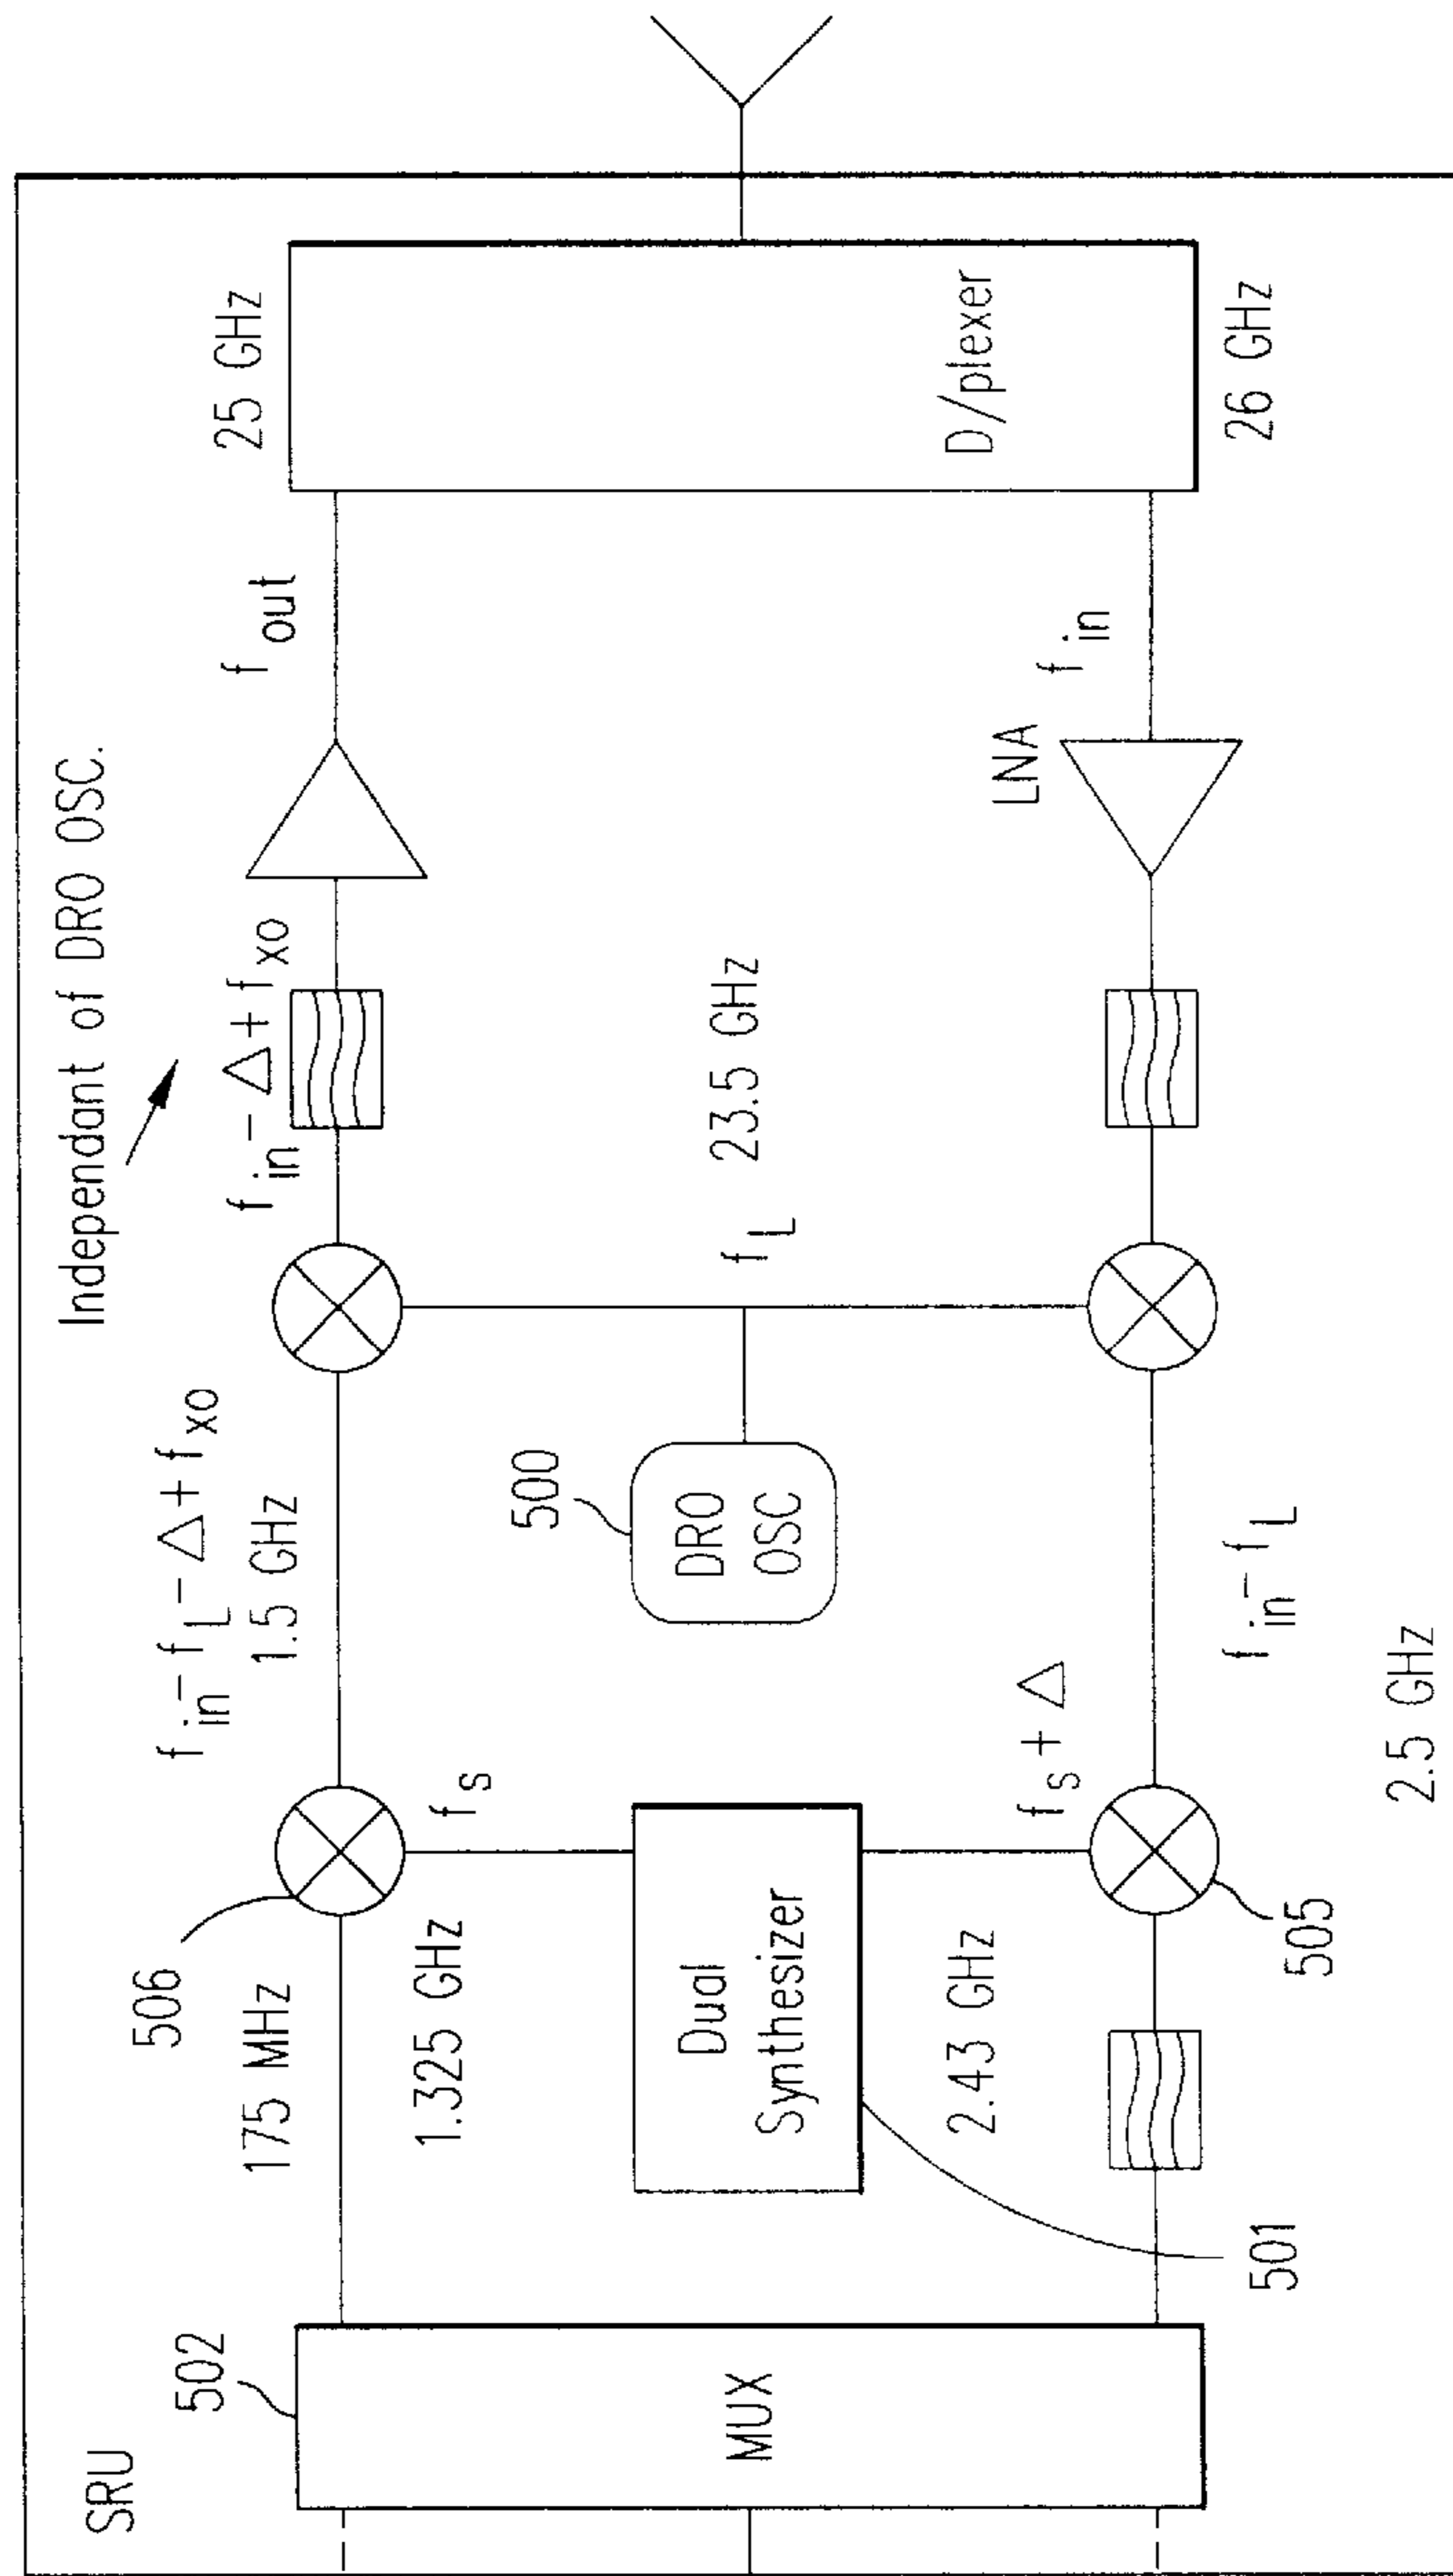 SRU
Independant of DRO OSC.
502
MUX
175 MHz
506
f_in - f_L - Δ + f_xo
1.5 GHz
f_in - Δ + f_xo
f_out
25 GHz
1.325 GHz
f_s
Dual
Synthesizer
500
DRO
OSC
f_L
23.5 GHz
D/plexer
2.43 GHz
f_s + Δ
LNA
f_in
26 GHz
501
505
f_in - f_L
2.5 GHz